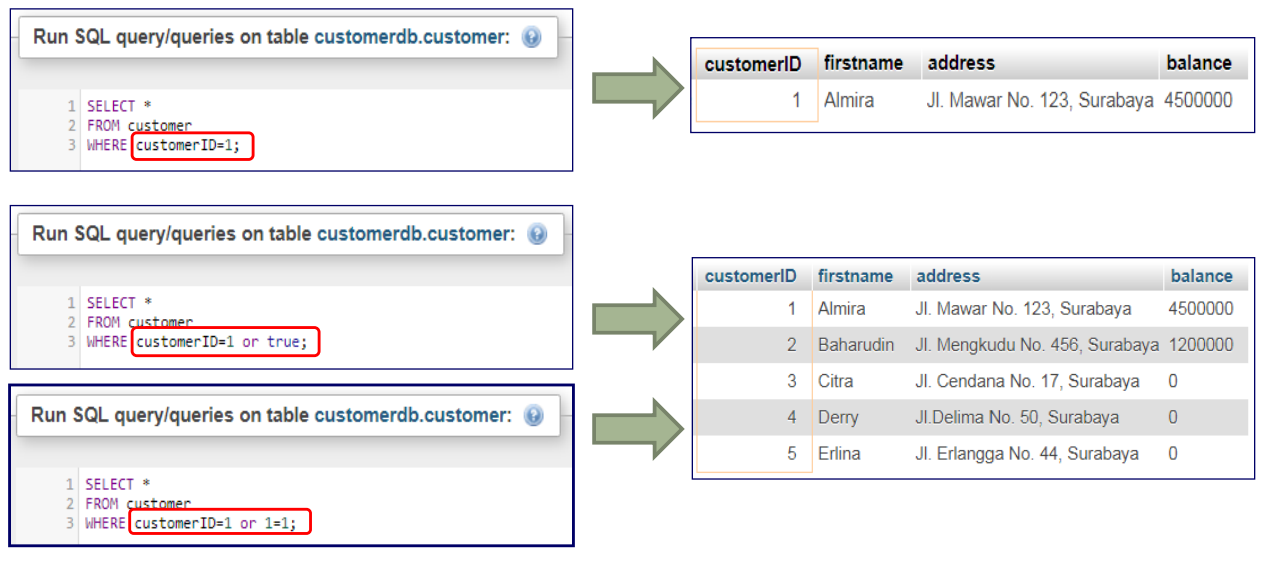 Run SQL query/queries on table customerdb.customer:
1 SELECT *
2 FROM customer
3 WHERE customerID=1;
customerID firstname address balance
1 Almira Jl. Mawar No. 123, Surabaya 4500000
Run SQL query/queries on table customerdb.customer:
1 SELECT *
2 FROM customer
3 WHERE customerID=1 or true;
Run SQL query/queries on table customerdb.customer:
1 SELECT *
2 FROM customer
3 WHERE customerID=1 or 1=1;
customerID firstname address balance
1 Almira Jl. Mawar No. 123, Surabaya 4500000
2 Baharudin Jl. Mengkudu No. 456, Surabaya 1200000
3 Citra Jl. Cendana No. 17, Surabaya 0
4 Derry Jl.Delima No. 50, Surabaya 0
5 Erlina Jl. Erlangga No. 44, Surabaya 0